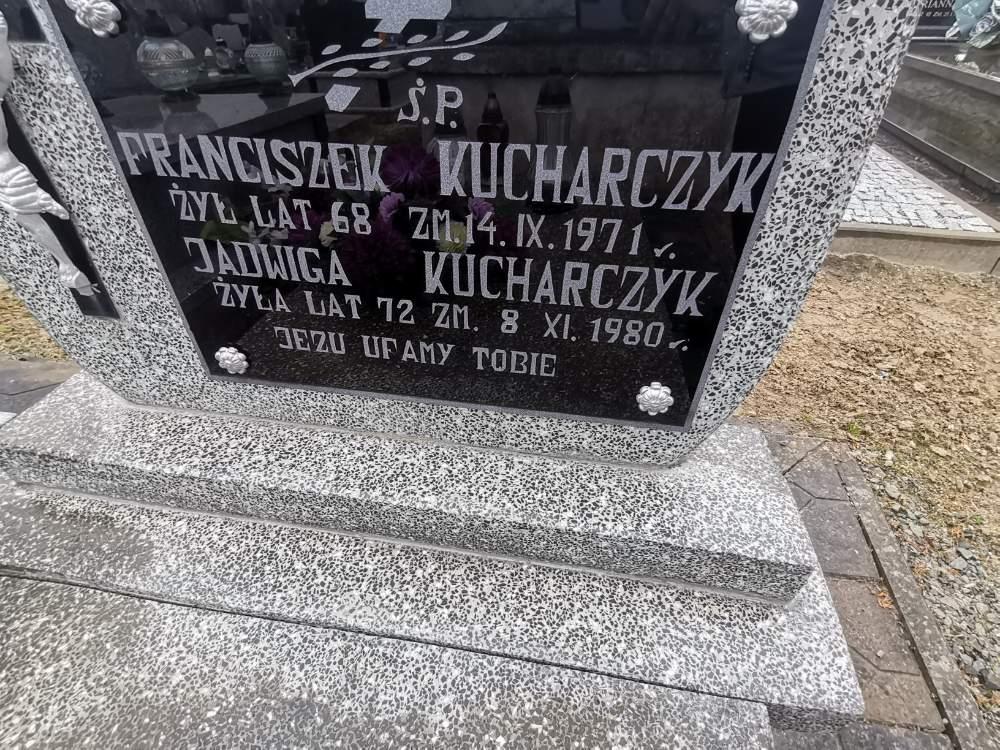 Ś.P.
FRANCISZEK KUCHARCZYK
ŻYŁ LAT 68 ZM. 14. IX. 1971 r.
JADWIGA KUCHARCZYK
ŻYŁA LAT 72 ZM. 8 XI. 1980 r.
JEZU UFAMY TOBIE